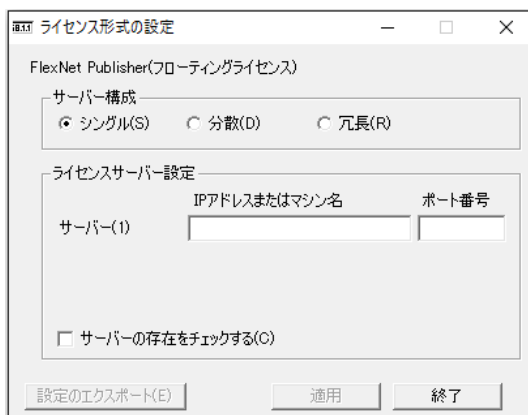 i8.1.1 ライセンス形式の設定
FlexNet Publisher(フローティングライセンス)
サーバー構成
シングル(S) 分散(D) 冗長(R)
ライセンスサーバー設定
IPアドレスまたはマシン名 ポート番号
サーバー(1)
サーバーの存在をチェックする(C)
設定のエクスポート(E) 適用 終了